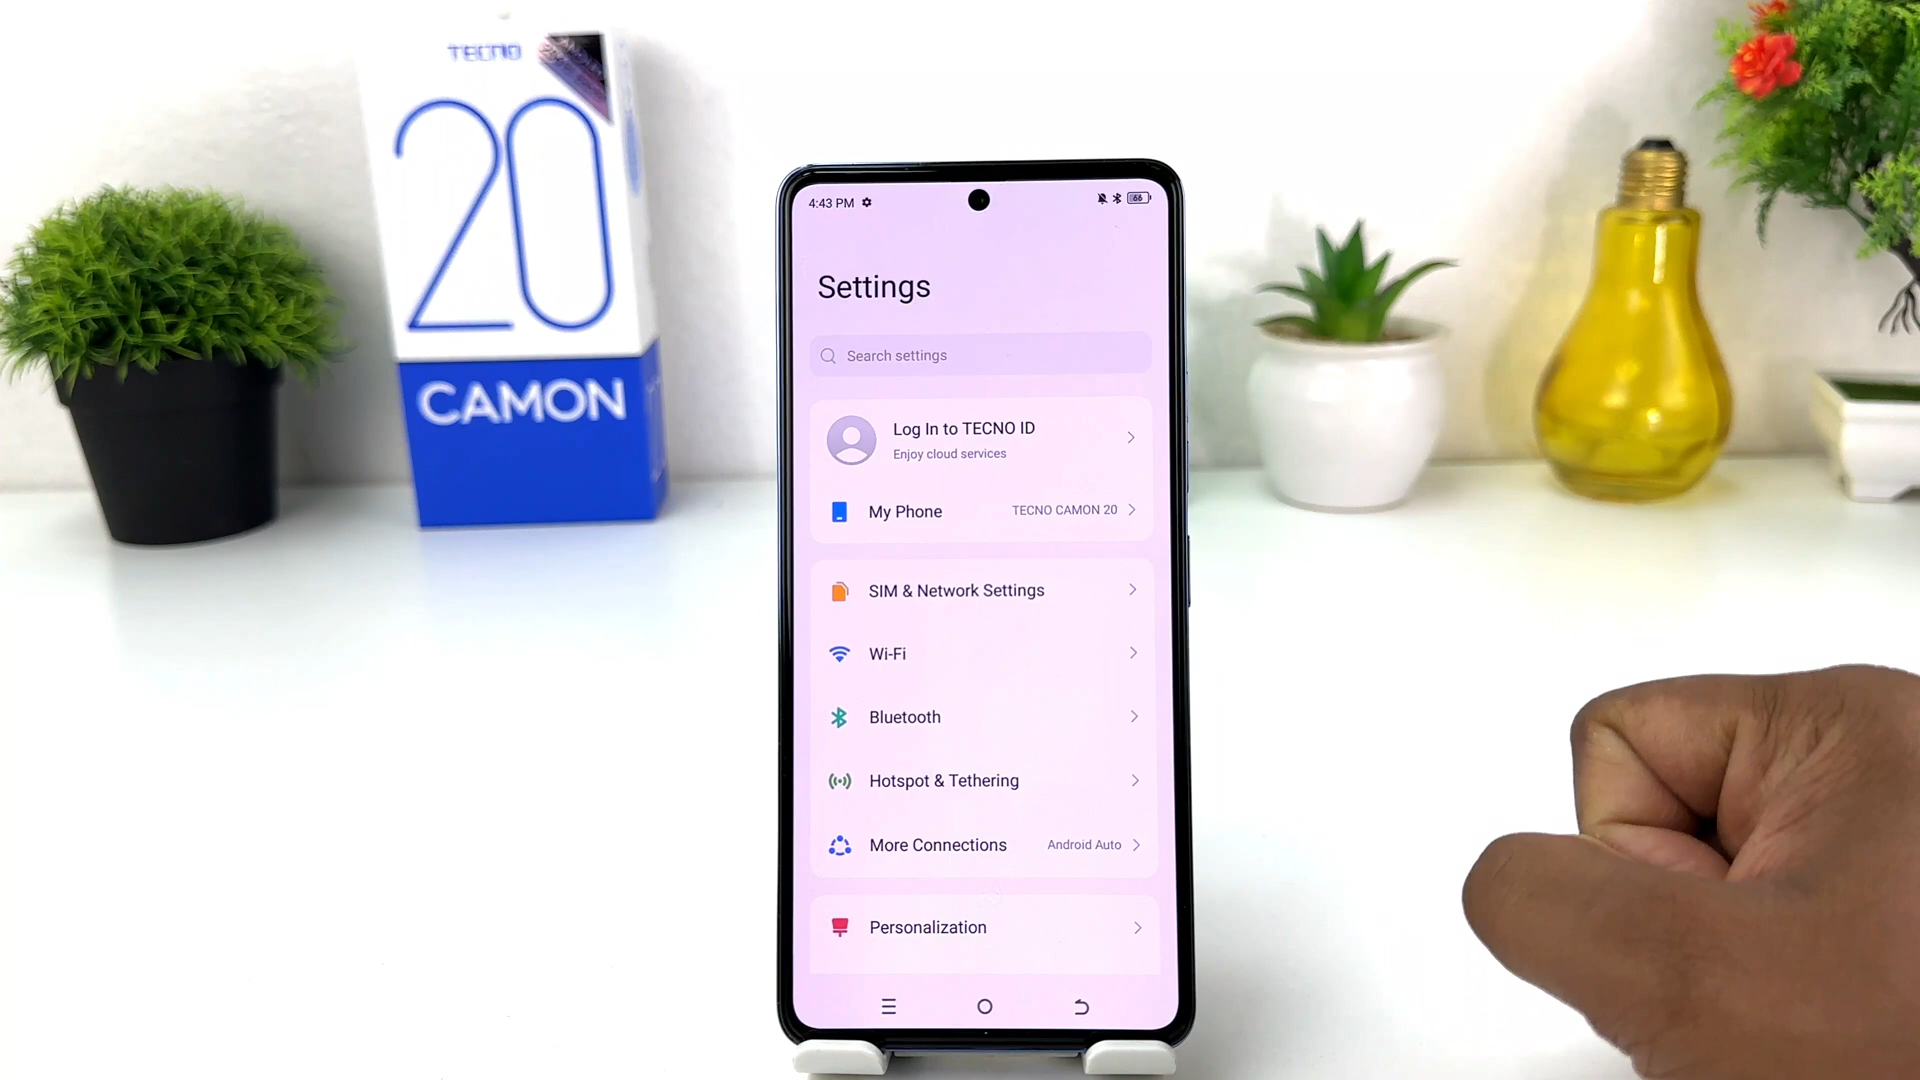 TECNO
20
CAMON
4:43 PM
66
Settings
Search settings
Log In to TECNO ID
Enjoy cloud services
My Phone TECNO CAMON 20
SIM & Network Settings
Wi-Fi
Bluetooth
Hotspot & Tethering
More Connections Android Auto
Personalization